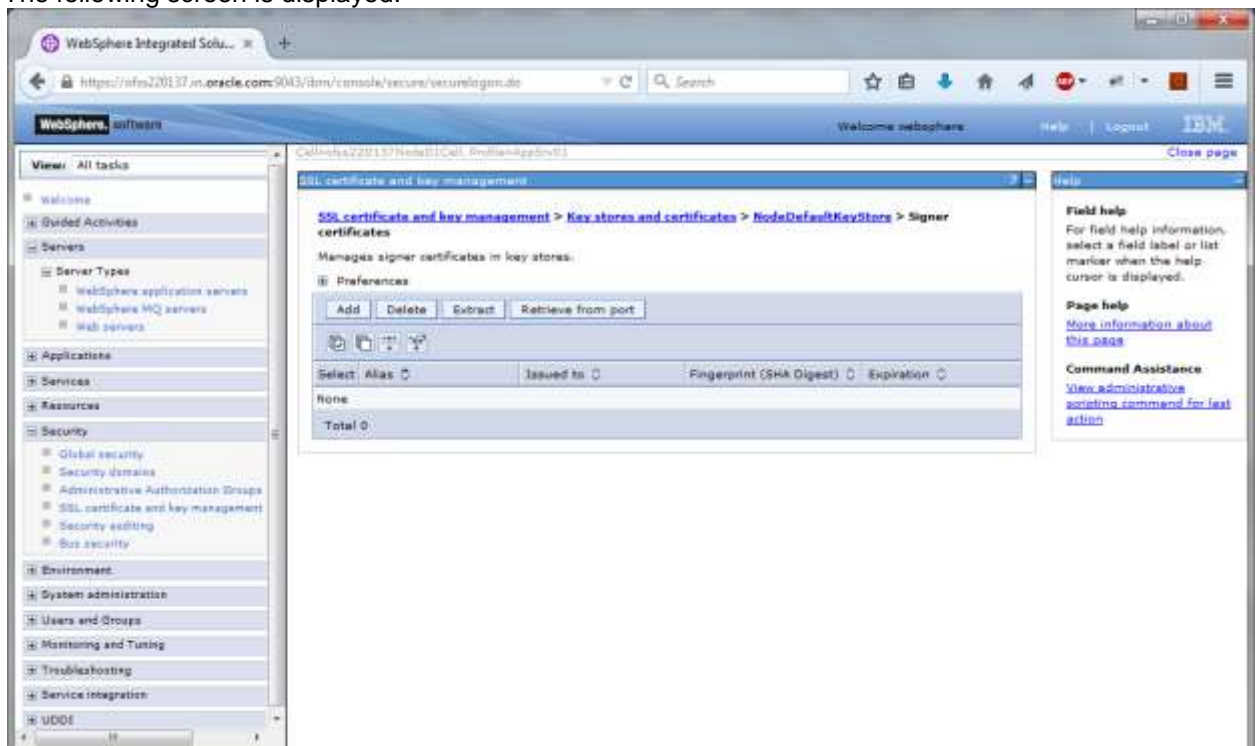 The following screen is displayed:
WebSphere Integrated Solu...
https://ofss220137.in.oracle.com:9043/ibm/console/secure/securelogon.do
Search
WebSphere. software
Welcome websphere
Help | Logout
IBM.
View: All tasks
Welcome
Guided Activities
Servers
Server Types
WebSphere application servers
WebSphere MQ servers
Web servers
Applications
Services
Resources
Security
Global security
Security domains
Administrative Authorization Groups
SSL certificate and key management
Security auditing
Bus security
Environment
System administration
Users and Groups
Monitoring and Tuning
Troubleshooting
Service integration
UDDI
Cell=ofss220137Node01Cell, Profile=AppSrv01
Close page
SSL certificate and key management
SSL certificate and key management > Key stores and certificates > NodeDefaultKeyStore > Signer
certificates
Manages signer certificates in key stores.
Preferences
Add Delete Extract Retrieve from port
Select Alias Issued to Fingerprint (SHA Digest) Expiration
None
Total 0
Help
Field help
For field help information,
select a field label or list
marker when the help
cursor is displayed.
Page help
More information about
this page
Command Assistance
View administrative
scripting command for last
action